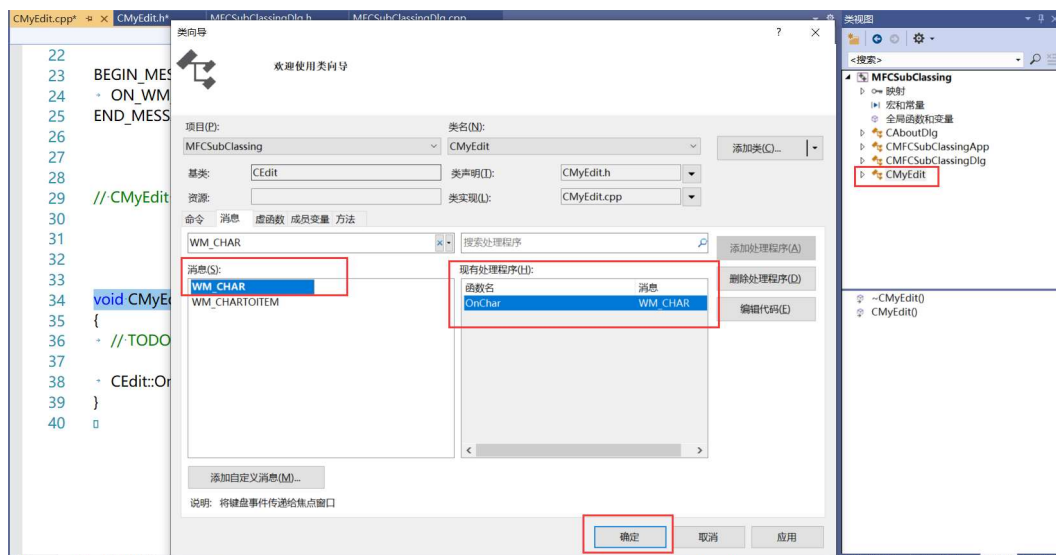 CMyEdit.cpp* CMyEdit.h* MFCSubClassingDlg.h MFCSubClassingDlg.cpp
22
23 BEGIN_MES
24 ON_WM
25 END_MESS
26
27
28
29 // CMyEdit
30
31
32
33
34 void CMyEd
35 {
36 // TODO
37
38 CEdit::On
39 }
40
类向导 ? ×
欢迎使用类向导
项目(P): 类名(N):
MFCSubClassing CMyEdit 添加类(C)...
基类: CEdit 类声明(T): CMyEdit.h
资源: 类实现(L): CMyEdit.cpp
命令 消息 虚函数 成员变量 方法
WM_CHAR 搜索处理程序 添加处理程序(A)
消息(S): 现有处理程序(H): 删除处理程序(D)
WM_CHAR 函数名 消息
WM_CHARTOITEM OnChar WM_CHAR 编辑代码(E)
添加自定义消息(M)...
说明: 将键盘事件传递给焦点窗口
确定 取消 应用
类视图
<搜索>
MFCSubClassing
映射
宏和常量
全局函数和变量
CAboutDlg
CMFCSubClassingApp
CMFCSubClassingDlg
CMyEdit
~CMyEdit()
CMyEdit()